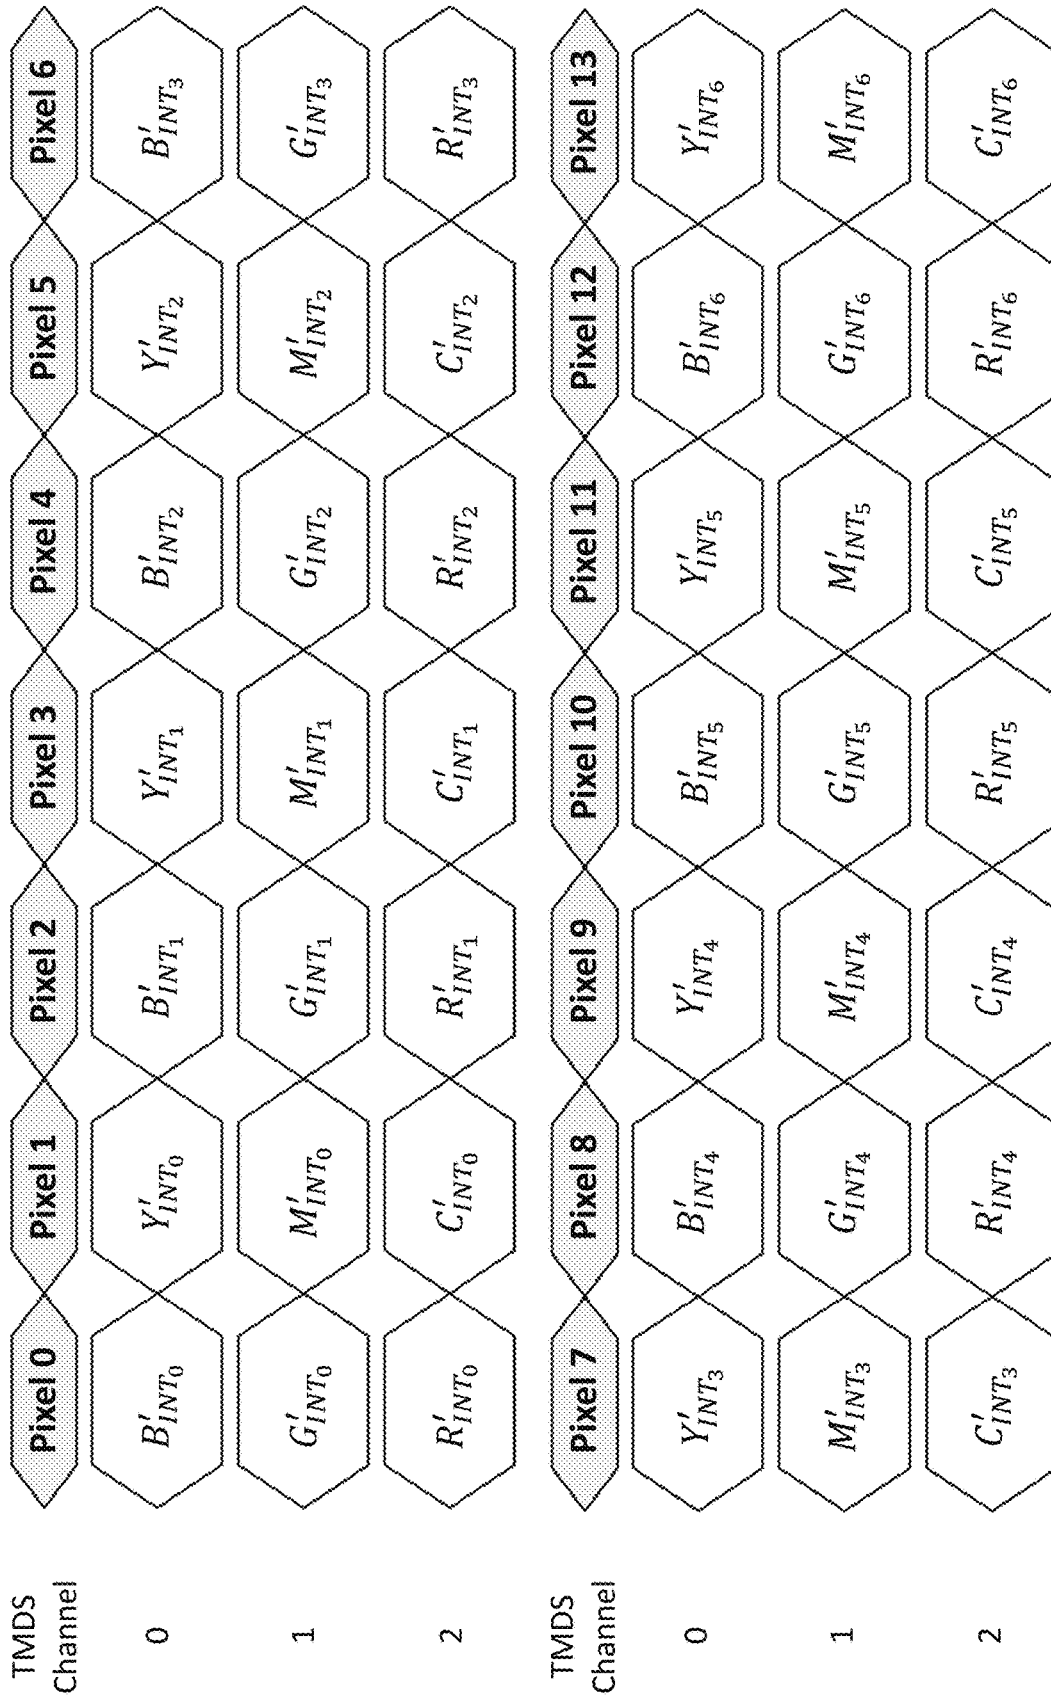 TMDS Channel Pixel 0 Pixel 1 Pixel 2 Pixel 3 Pixel 4 Pixel 5 Pixel 6
0 B'INT₀ Y'INT₀ B'INT₁ Y'INT₁ B'INT₂ Y'INT₂ B'INT₃
1 G'INT₀ M'INT₀ G'INT₁ M'INT₁ G'INT₂ M'INT₂ G'INT₃
2 R'INT₀ C'INT₀ R'INT₁ C'INT₁ R'INT₂ C'INT₂ R'INT₃
TMDS Channel Pixel 7 Pixel 8 Pixel 9 Pixel 10 Pixel 11 Pixel 12 Pixel 13
0 Y'INT₃ B'INT₄ Y'INT₄ B'INT₅ Y'INT₅ B'INT₆ Y'INT₆
1 M'INT₃ G'INT₄ M'INT₄ G'INT₅ M'INT₅ G'INT₆ M'INT₆
2 C'INT₃ R'INT₄ C'INT₄ R'INT₅ C'INT₅ R'INT₆ C'INT₆